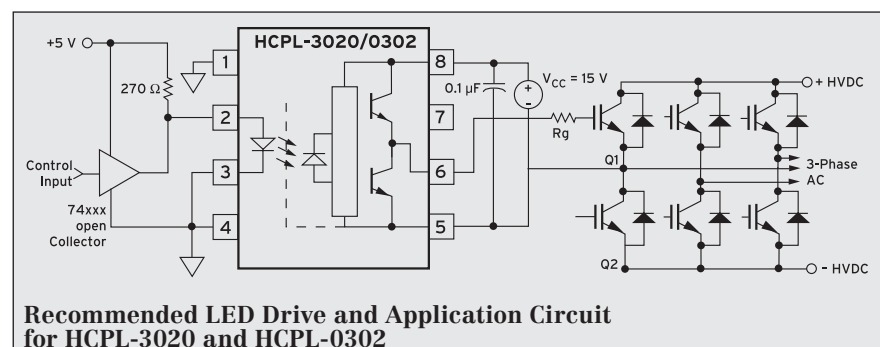 HCPL-3020/0302
+5 V
270 Ω
1
2
3
4
8
7
6
5
0.1 µF
VCC = 15 V
Rg
+ HVDC
Q1
3-Phase
AC
Q2
- HVDC
Control
Input
74xxx
open
Collector
Recommended LED Drive and Application Circuit
for HCPL-3020 and HCPL-0302